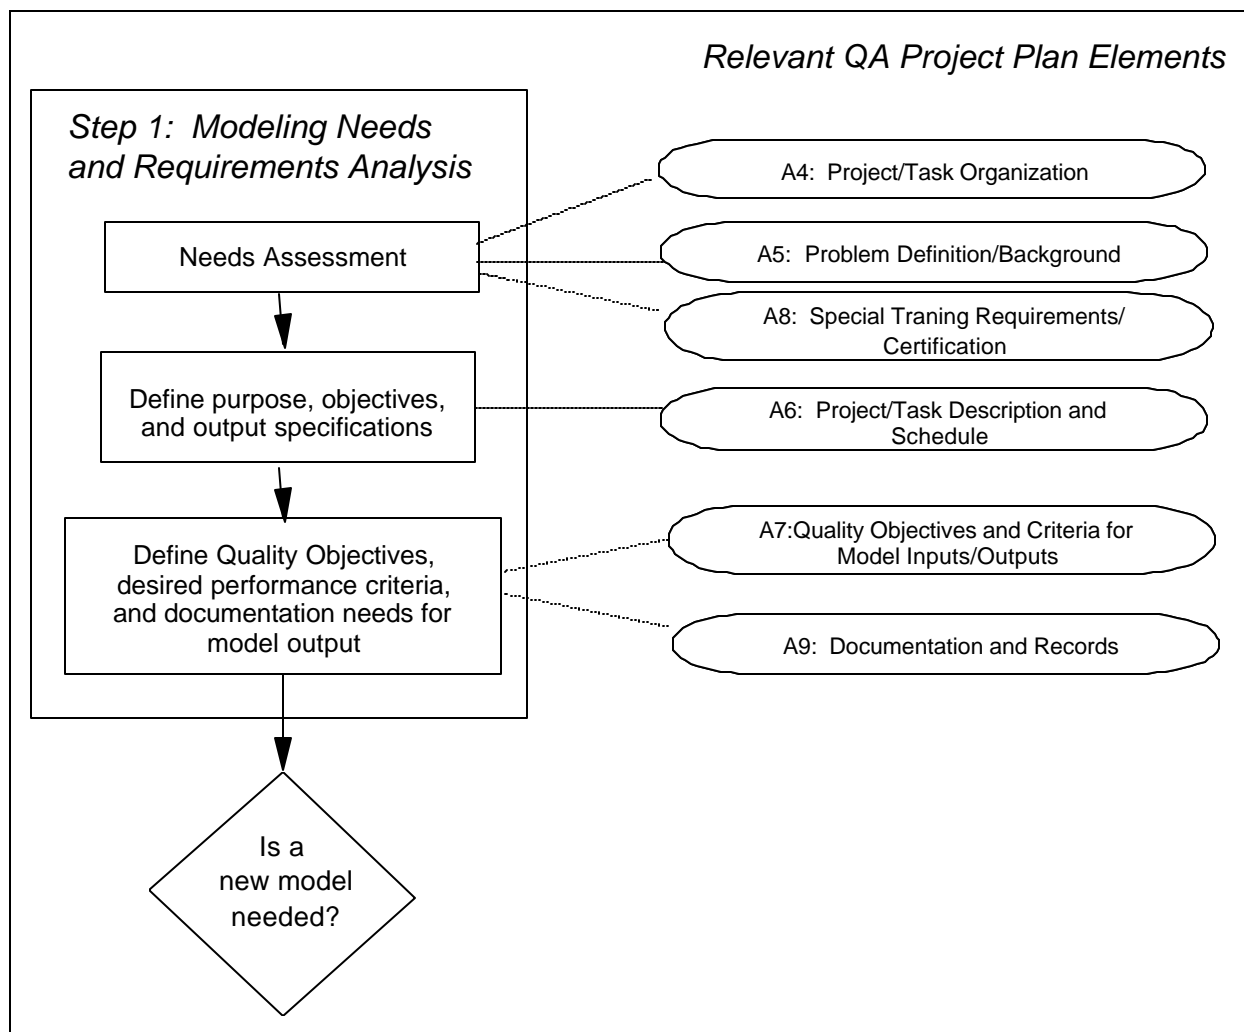 Relevant QA Project Plan Elements
Step 1: Modeling Needs
and Requirements Analysis
Needs Assessment
Define purpose, objectives,
and output specifications
Define Quality Objectives,
desired performance criteria,
and documentation needs for
model output
Is a
new model
needed?
A4: Project/Task Organization
A5: Problem Definition/Background
A8: Special Traning Requirements/
Certification
A6: Project/Task Description and
Schedule
A7:Quality Objectives and Criteria for
Model Inputs/Outputs
A9: Documentation and Records